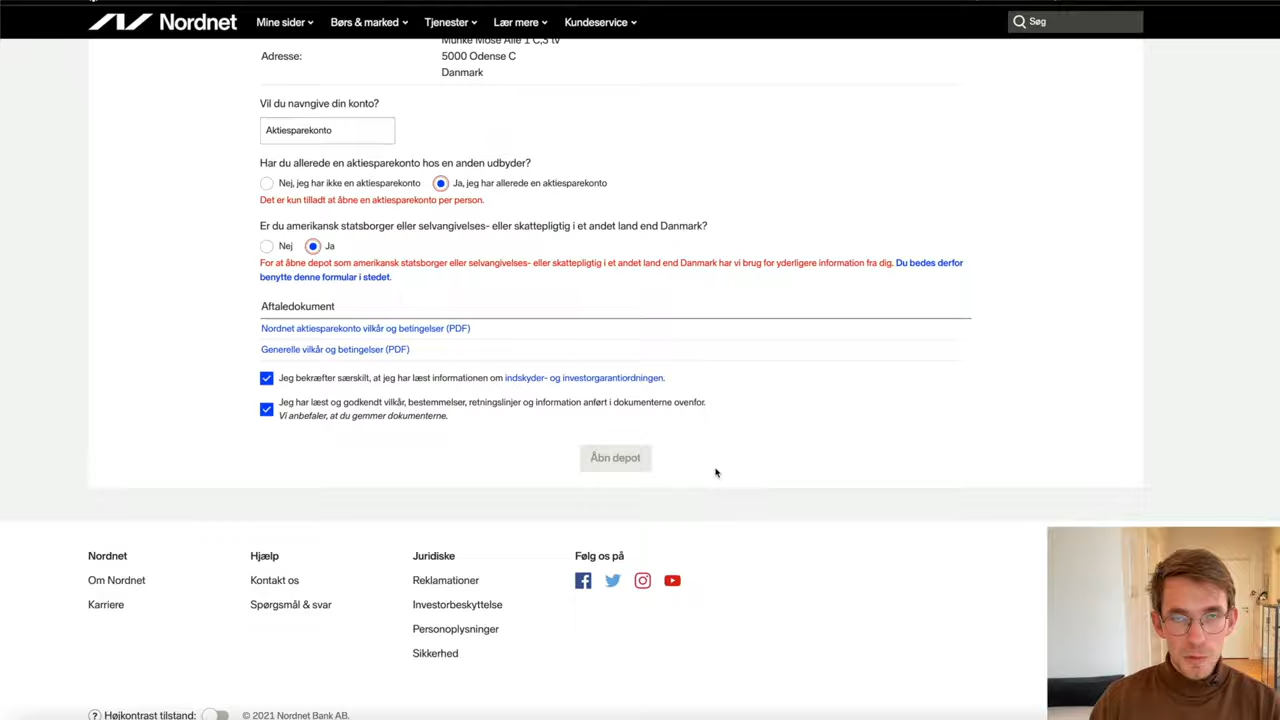 Nordnet
Mine sider
Børs & marked
Tjenester
Lær mere
Kundeservice
Søg
Munke Mose Alle 1 C,3 tv
Adresse:
5000 Odense C
Danmark
Vil du navngive din konto?
Aktiesparekonto
Har du allerede en aktiesparekonto hos en anden udbyder?
Nej, jeg har ikke en aktiesparekonto
Ja, jeg har allerede en aktiesparekonto
Det er kun tilladt at åbne en aktiesparekonto per person.
Er du amerikansk statsborger eller selvangivelses- eller skattepligtig i et andet land end Danmark?
Nej
Ja
For at åbne depot som amerikansk statsborger eller selvangivelses- eller skattepligtig i et andet land end Danmark har vi brug for yderligere information fra dig. Du bedes derfor
benytte denne formular i stedet.
Aftaledokument
Nordnet aktiesparekonto vilkår og betingelser (PDF)
Generelle vilkår og betingelser (PDF)
Jeg bekræfter særskilt, at jeg har læst informationen om indskyder- og investorgarantiordningen.
Jeg har læst og godkendt vilkår, bestemmelser, retningslinjer og information anført i dokumenterne ovenfor.
Vi anbefaler, at du gemmer dokumenterne.
Åbn depot
Nordnet
Hjælp
Juridiske
Følg os på
Om Nordnet
Kontakt os
Reklamationer
Karriere
Spørgsmål & svar
Investorbeskyttelse
Personoplysninger
Sikkerhed
? Højkontrast tilstand:
© 2021 Nordnet Bank AB.